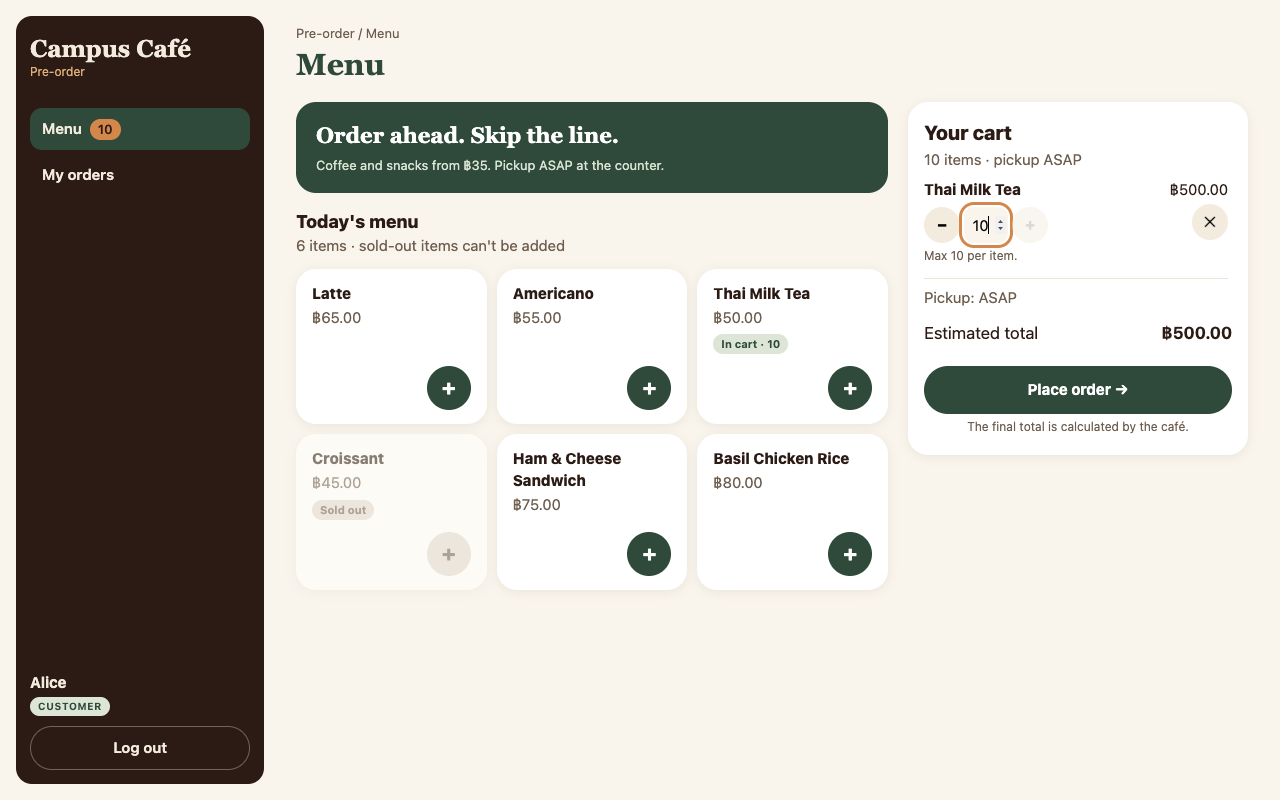 Campus Café
Pre-order
Menu 10
My orders
Alice
CUSTOMER
Log out
Pre-order / Menu
Menu
Order ahead. Skip the line.
Coffee and snacks from ฿35. Pickup ASAP at the counter.
Today's menu
6 items · sold-out items can't be added
Latte
฿65.00
+
Americano
฿55.00
+
Thai Milk Tea
฿50.00
In cart · 10
+
Croissant
฿45.00
Sold out
+
Ham & Cheese
Sandwich
฿75.00
+
Basil Chicken Rice
฿80.00
+
Your cart
10 items · pickup ASAP
Thai Milk Tea ฿500.00
− 10 + ×
Max 10 per item.
Pickup: ASAP
Estimated total ฿500.00
Place order →
The final total is calculated by the café.